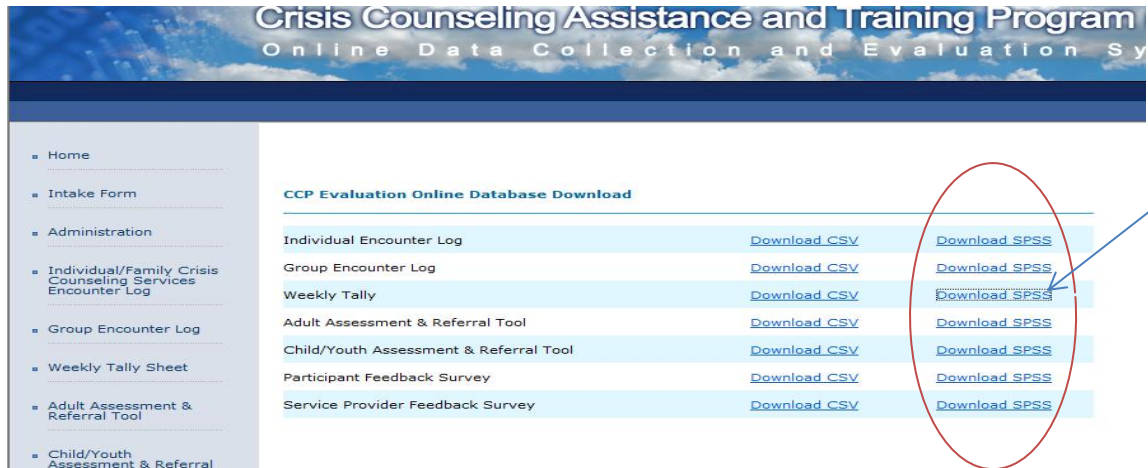 Crisis Counseling Assistance and Training Program
Online Data Collection and Evaluation
Home
Intake Form
Administration
Individual/Family Crisis
Counseling Services
Encounter Log
Group Encounter Log
Weekly Tally Sheet
Adult Assessment &
Referral Tool
Child/Youth
Assessment & Referral
CCP Evaluation Online Database Download
Individual Encounter Log Download CSV Download SPSS
Group Encounter Log Download CSV Download SPSS
Weekly Tally Download CSV Download SPSS
Adult Assessment & Referral Tool Download CSV Download SPSS
Child/Youth Assessment & Referral Tool Download CSV Download SPSS
Participant Feedback Survey Download CSV Download SPSS
Service Provider Feedback Survey Download CSV Download SPSS